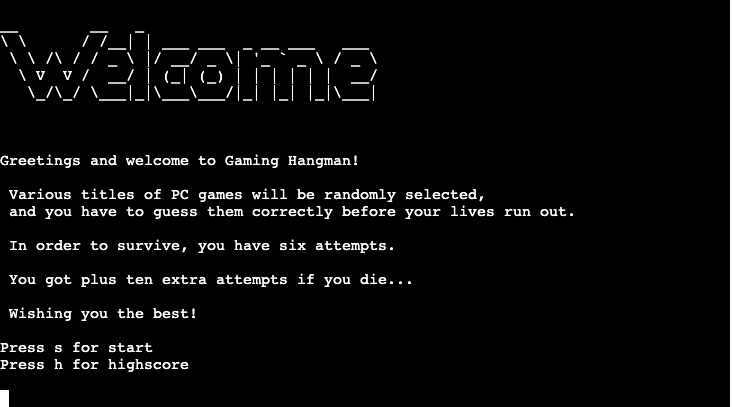 Welcome
Greetings and welcome to Gaming Hangman!
Various titles of PC games will be randomly selected,
and you have to guess them correctly before your lives run out.
In order to survive, you have six attempts.
You got plus ten extra attempts if you die...
Wishing you the best!
Press s for start
Press h for highscore